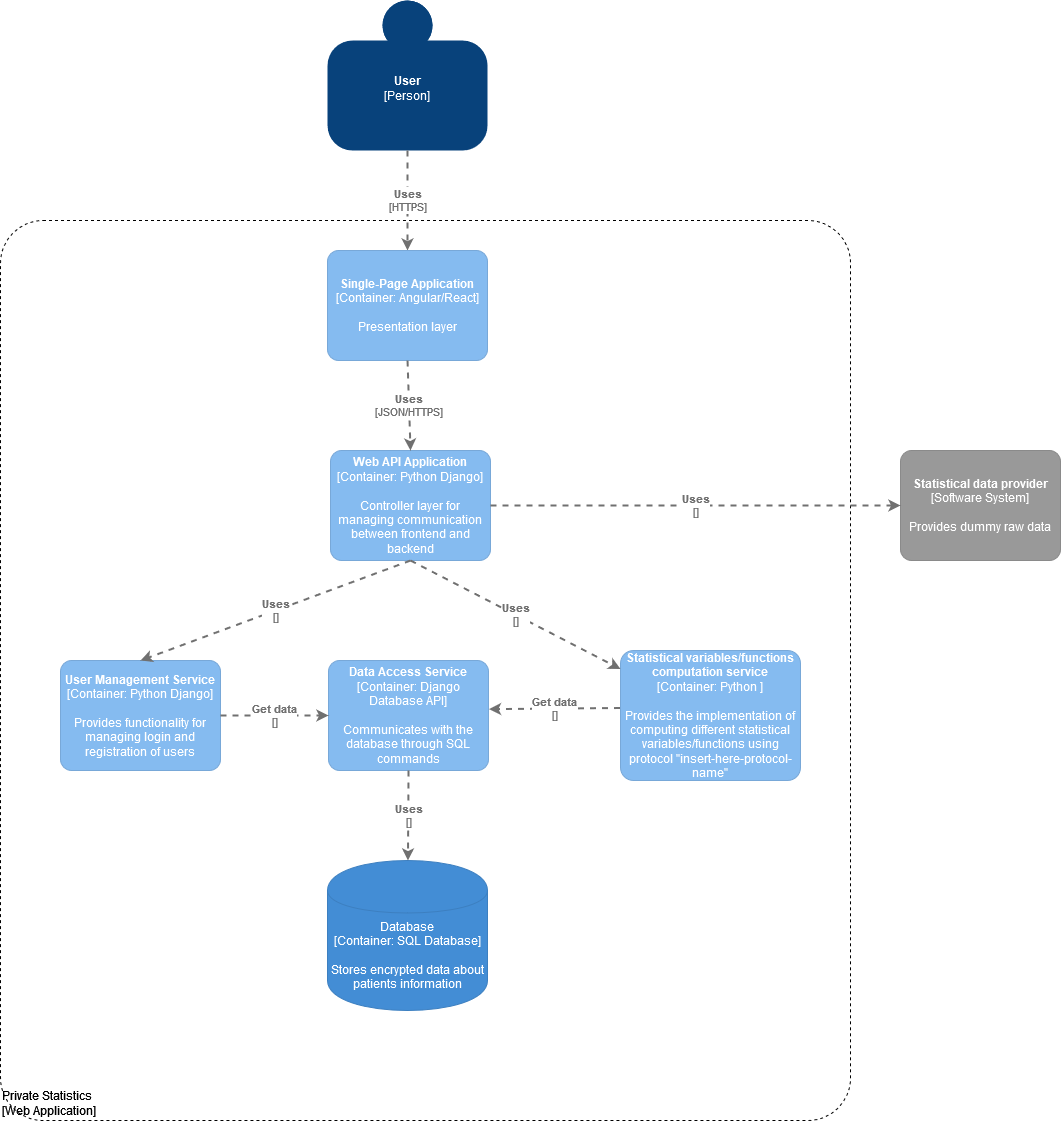 User
[Person]
Uses
[HTTPS]
Single-Page Application
[Container: Angular/React]
Presentation layer
Uses
[JSON/HTTPS]
Web API Application
[Container: Python Django]
Controller layer for
managing communication
between frontend and
backend
Uses
[]
Statistical data provider
[Software System]
Provides dummy raw data
Uses
[]
Uses
[]
User Management Service
[Container: Python Django]
Provides functionality for
managing login and
registration of users
Get data
[]
Data Access Service
[Container: Django
Database API]
Communicates with the
database through SQL
commands
Get data
[]
Statistical variables/functions
computation service
[Container: Python ]
Provides the implementation of
computing different statistical
variables/functions using
protocol "insert-here-protocol-
name"
Uses
[]
Database
[Container: SQL Database]
Stores encrypted data about
patients information
Private Statistics
[Web Application]